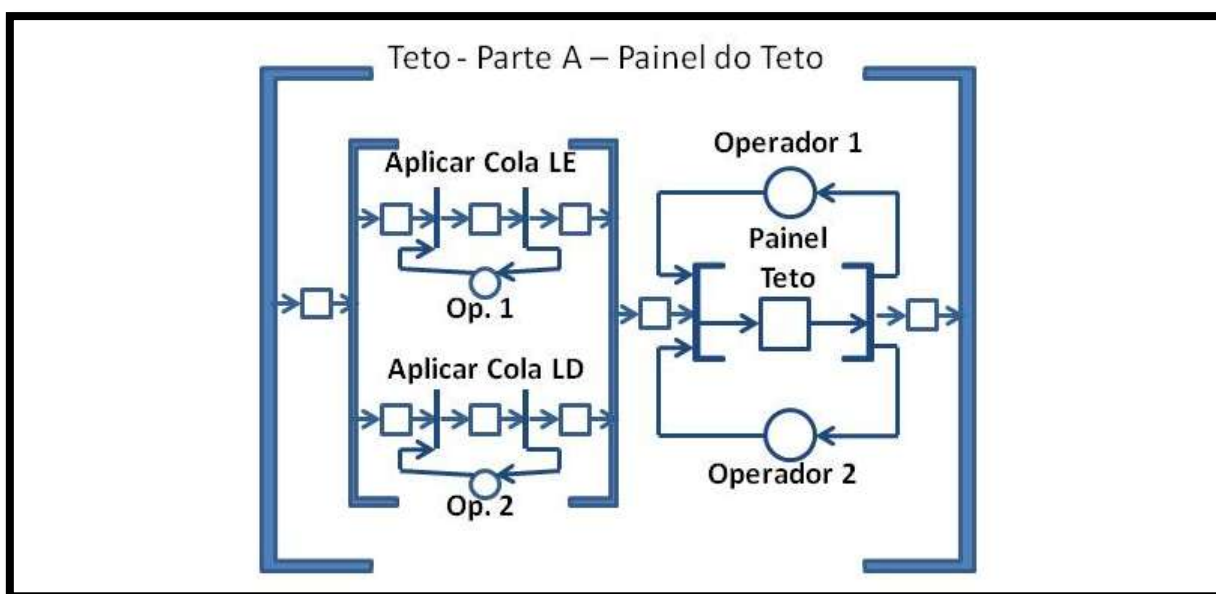 Teto - Parte A – Painel do Teto
Aplicar Cola LE
Op. 1
Aplicar Cola LD
Op. 2
Operador 1
Painel
Teto
Operador 2